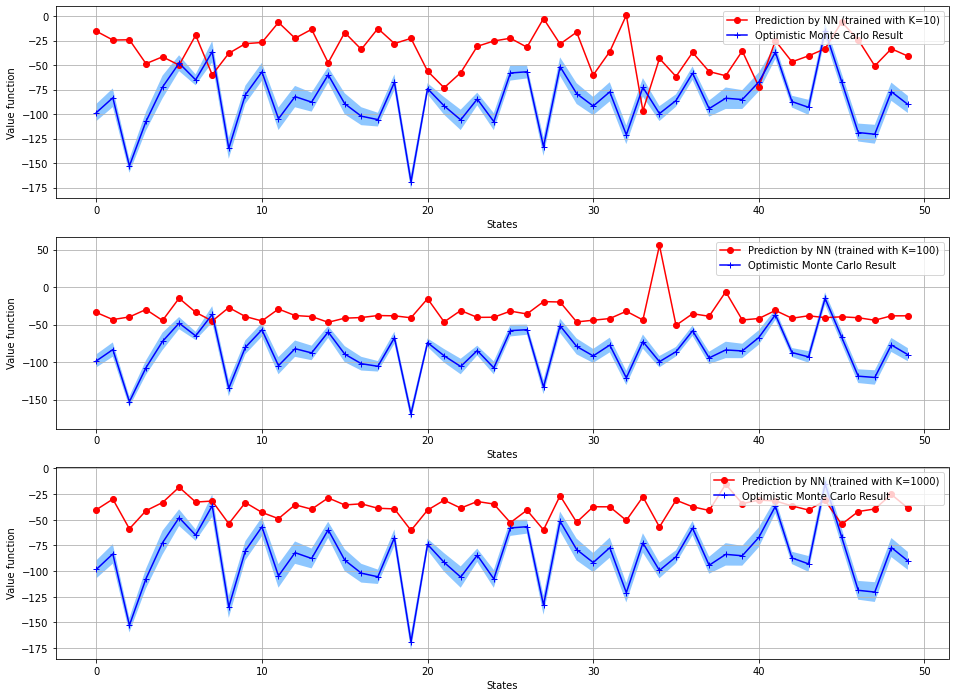 0
−25
−50
−75
−100
−125
−150
−175
Value function
Prediction by NN (trained with K=10)
Optimistic Monte Carlo Result
0 10 20 30 40 50
States
50
0
−50
−100
−150
Value function
Prediction by NN (trained with K=100)
Optimistic Monte Carlo Result
0 10 20 30 40 50
States
0
−25
−50
−75
−100
−125
−150
−175
Value function
Prediction by NN (trained with K=1000)
Optimistic Monte Carlo Result
0 10 20 30 40 50
States